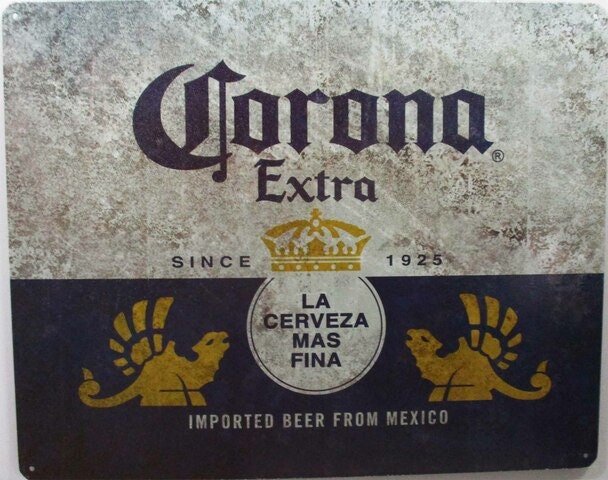 Corona®
Extra
SINCE 1925
LA
CERVEZA
MAS
FINA
IMPORTED BEER FROM MEXICO